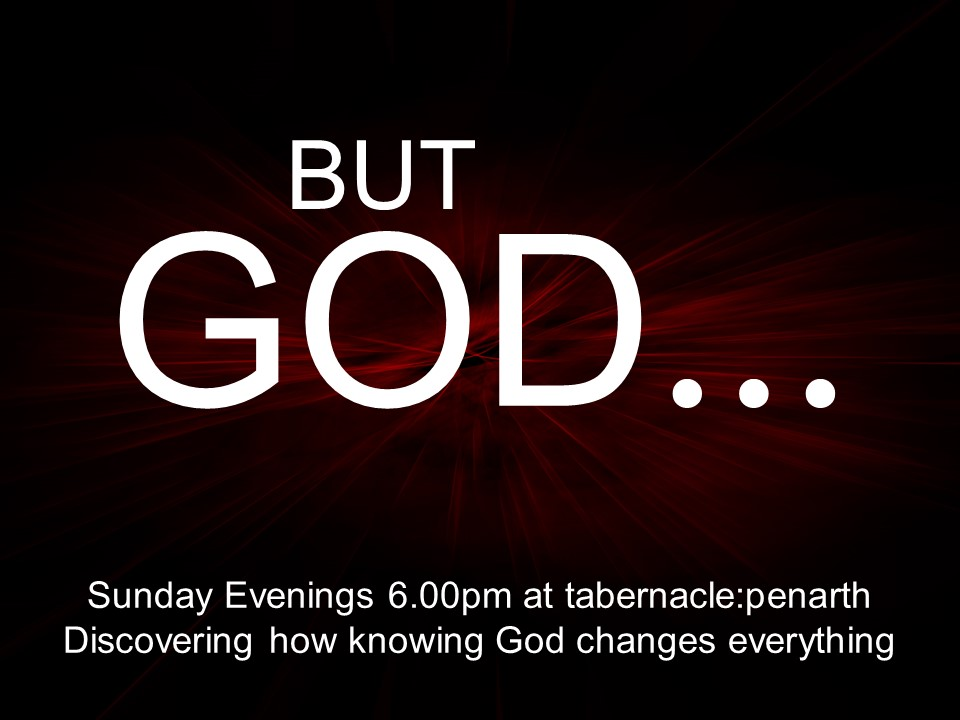 BUT
GOD...
Sunday Evenings 6.00pm at tabernacle:penarth
Discovering how knowing God changes everything